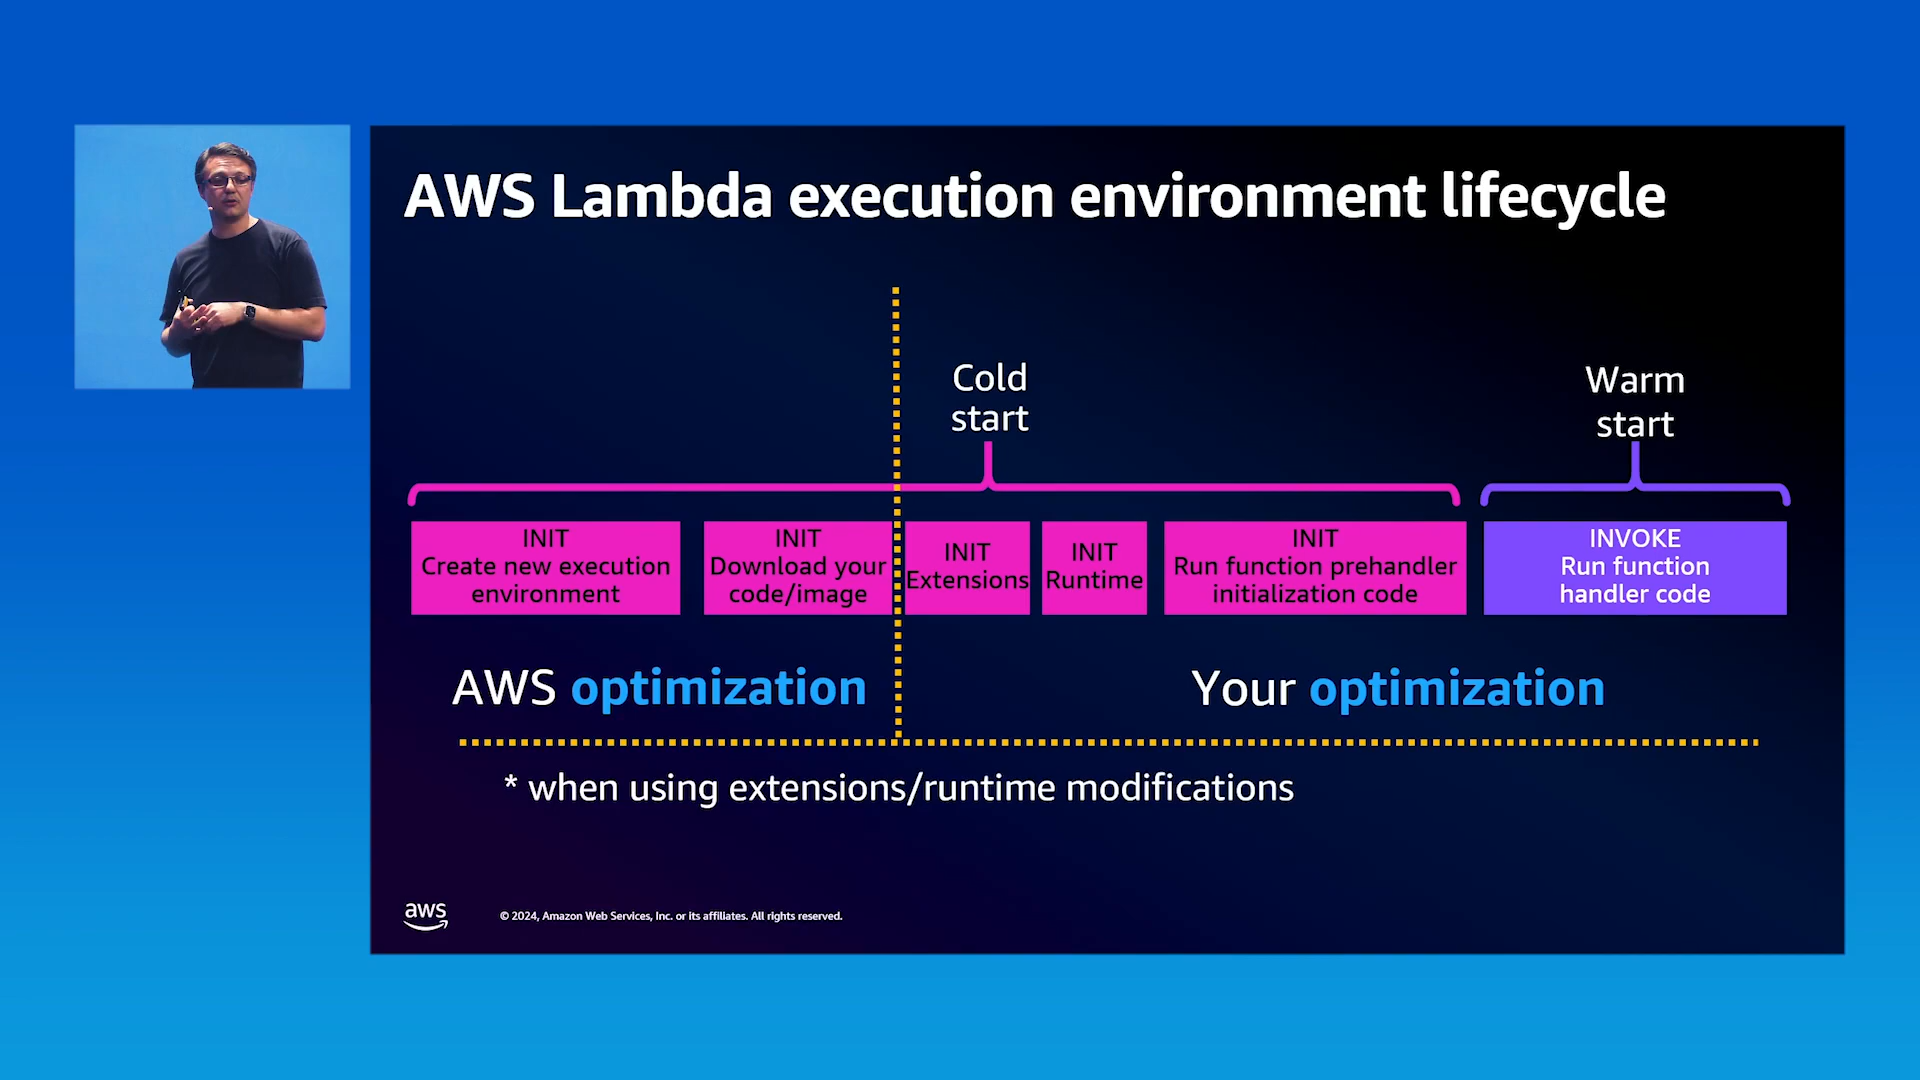 AWS Lambda execution environment lifecycle
Cold
start
Warm
start
INIT
Create new execution
environment
INIT
Download your
code/image
INIT
Extensions
INIT
Runtime
INIT
Run function prehandler
initialization code
INVOKE
Run function
handler code
AWS optimization
Your optimization
* when using extensions/runtime modifications
aws
© 2024, Amazon Web Services, Inc. or its affiliates. All rights reserved.